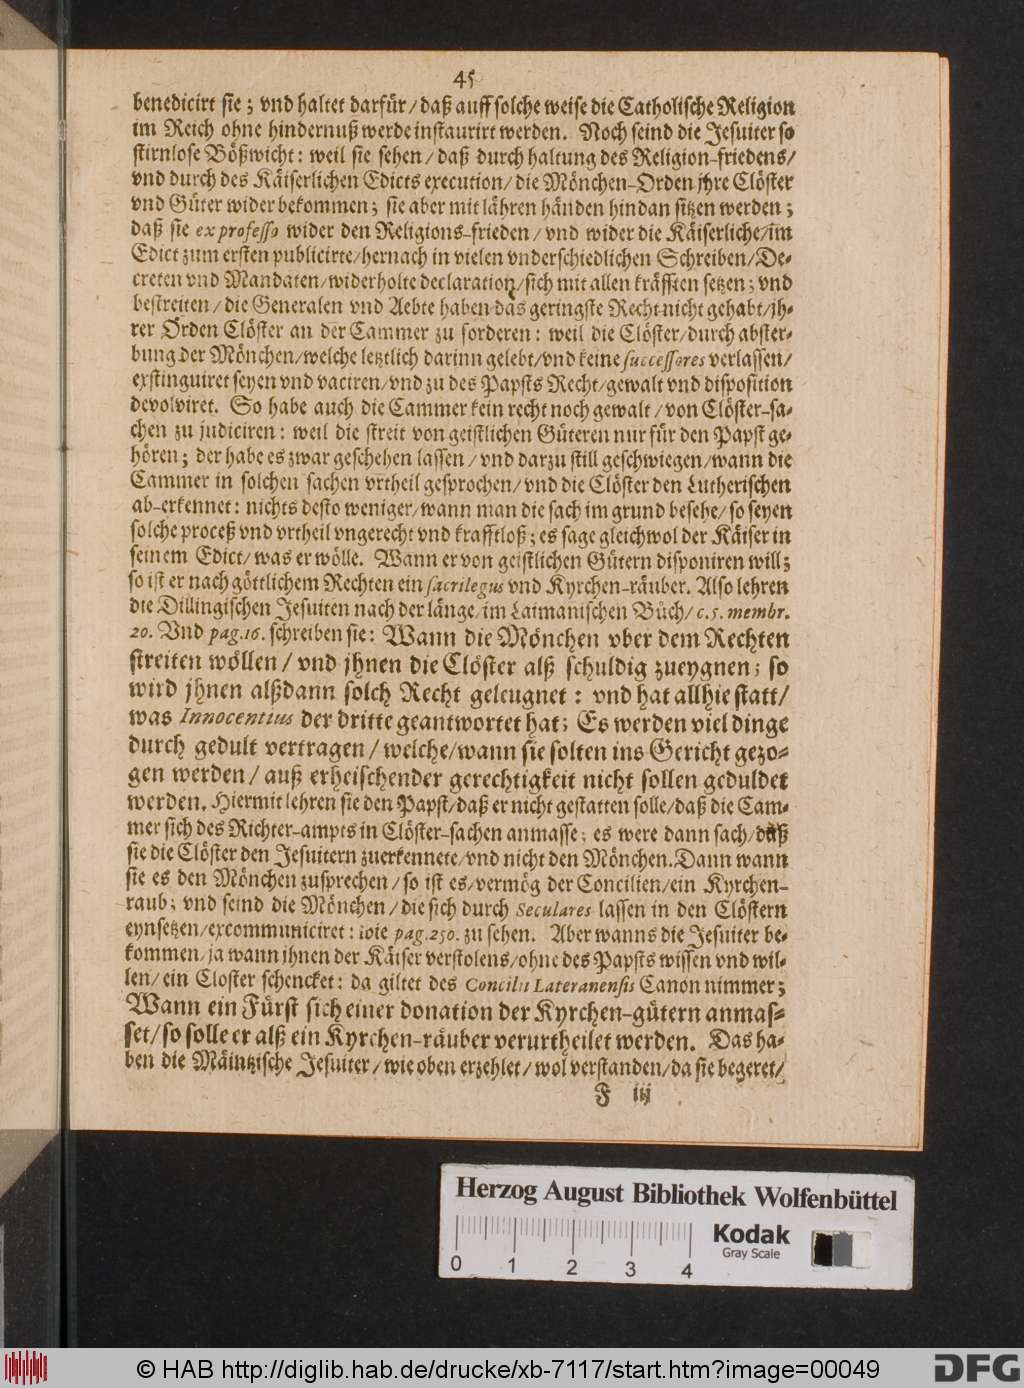 45
benedicirt sie; vnd haltet darfür/ daß auff solche weise die Catholische Religion
im Reich ohne hindernuß werde instaurirt werden. Noch seind die Jesuiter so
stirnlose Bößwicht: weil sie sehen/ daß durch haltung des Religion-friedens/
vnd durch des Käiserlichen Edicts execution/ die Mönchen-Orden jhre Clöster
vnd Güter wider bekommen; sie aber mit lähren händen hindan sitzen werden;
daß sie ex professo wider den Religions-frieden/ vnd wider die Käiserliche/ im
Edict zum ersten publicirte/ hernach in vielen vnderschiedlichen Schreiben/ De-
creten vnd Mandaten/ widerholte declaration/ sich mit allen kräfften setzen; vnd
bestreiten/ die Generalen vnd Aebte haben das geringste Recht nicht gehabt/ jh-
rer Orden Clöster an der Cammer zu forderen: weil die Clöster/ durch abster-
bung der Mönchen/ welche letztlich darinn gelebt/ vnd keine successores verlassen/
exstinguiret seyen vnd vaciren/ vnd zu des Papsts Recht/ gewalt vnd disposition
devolviret. So habe auch die Cammer kein recht noch gewalt/ von Clöster-sa-
chen zu judiciren: weil die streit von geistlichen Güteren nur für den Papst ge-
hören; der habe es zwar geschehen lassen/ vnd darzu still geschwiegen/ wann die
Cammer in solchen sachen vrtheil gesprochen/ vnd die Clöster den Lutherischen
ab-erkennet: nichts desto weniger/ wann man die sach im grund besehe/ so seyen
solche proceß vnd vrtheil vngerecht vnd krafftloß; es sage gleichwol der Käiser in
seinem Edict/ was er wölle. Wann er von geistlichen Gütern disponiren will;
so ist er nach göttlichem Rechten ein sacrilegus vnd Kyrchen-räuber. Also lehren
die Dillingischen Jesuiten nach der länge/ im Laimanischen Büch/ c. 5. membr.
20. Vnd pag. 16. schreiben sie: Wann die Mönchen vber dem Rechten
streiten wöllen/ vnd jhnen die Clöster alß schuldig zueygnen; so
wird jhnen alßdann solch Recht geleugnet: vnd hat allhie statt/
was Innocentius der dritte geantwortet hat; Es werden viel dinge
durch gedult vertragen/ welche/ wann sie solten ins Gericht gezo-
gen werden/ auß erheischender gerechtigkeit nicht sollen geduldet
werden. Hiermit lehren sie den Papst/ daß er nicht gestatten solle/ daß die Cam-
mer sich des Richter-ampts in Clöster-sachen anmasse; es were dann sach/ daß
sie die Clöster den Jesuitern zuerkennete/ vnd nicht den Mönchen. Dann wann
sie es den Mönchen zusprechen/ so ist es/ vermög der Concilien/ ein Kyrchen-
raub; vnd seind die Mönchen/ die sich durch Seculares lassen in den Clöstern
eynsetzen/ excommuniciret: wie pag. 250. zu sehen. Aber wanns die Jesuiter be-
kommen/ ja wann ihnen der Käiser verstolens/ ohne des Papsts wissen vnd wil-
len/ ein Closter schencket: da giltet des Concilii Lateranensis Canon nimmer;
Wann ein Fürst sich einer donation der Kyrchen-gütern anmas-
set/ so solle er alß ein Kyrchen-räuber verurtheilet werden. Das ha-
ben die Mäintzische Jesuiter/ wie oben erzehlet/ wol verstanden/ da sie begeret/
F iij
Herzog August Bibliothek Wolfenbüttel
Kodak
Gray Scale
0 1 2 3 4
© HAB http://diglib.hab.de/drucke/xb-7117/start.htm?image=00049
DFG